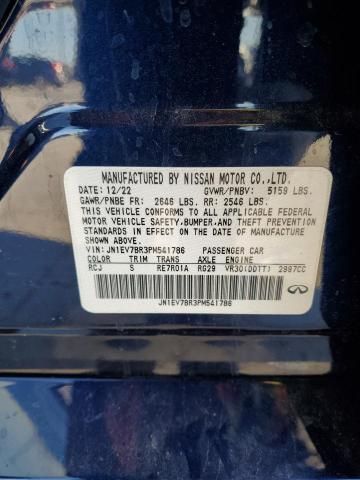 MANUFACTURED BY NISSAN MOTOR CO.,LTD.
DATE: 12/22 GVWR/PNBV: 5159 LBS.
GAWR/PNBE FR: 2646 LBS. RR: 2546 LBS.
THIS VEHICLE CONFORMS TO ALL APPLICABLE FEDERAL
MOTOR VEHICLE SAFETY, BUMPER, AND THEFT PREVENTION
STANDARDS IN EFFECT ON THE DATE OF MANUFACTURE
SHOWN ABOVE.
VIN: JN1EV7BR3PM541786 PASSENGER CAR
COLOR TRIM TRANS AXLE ENGINE
RCJ S RE7R01A RG29 VR30(DDTT) 2997CC
JN1EV7BR3PM541786